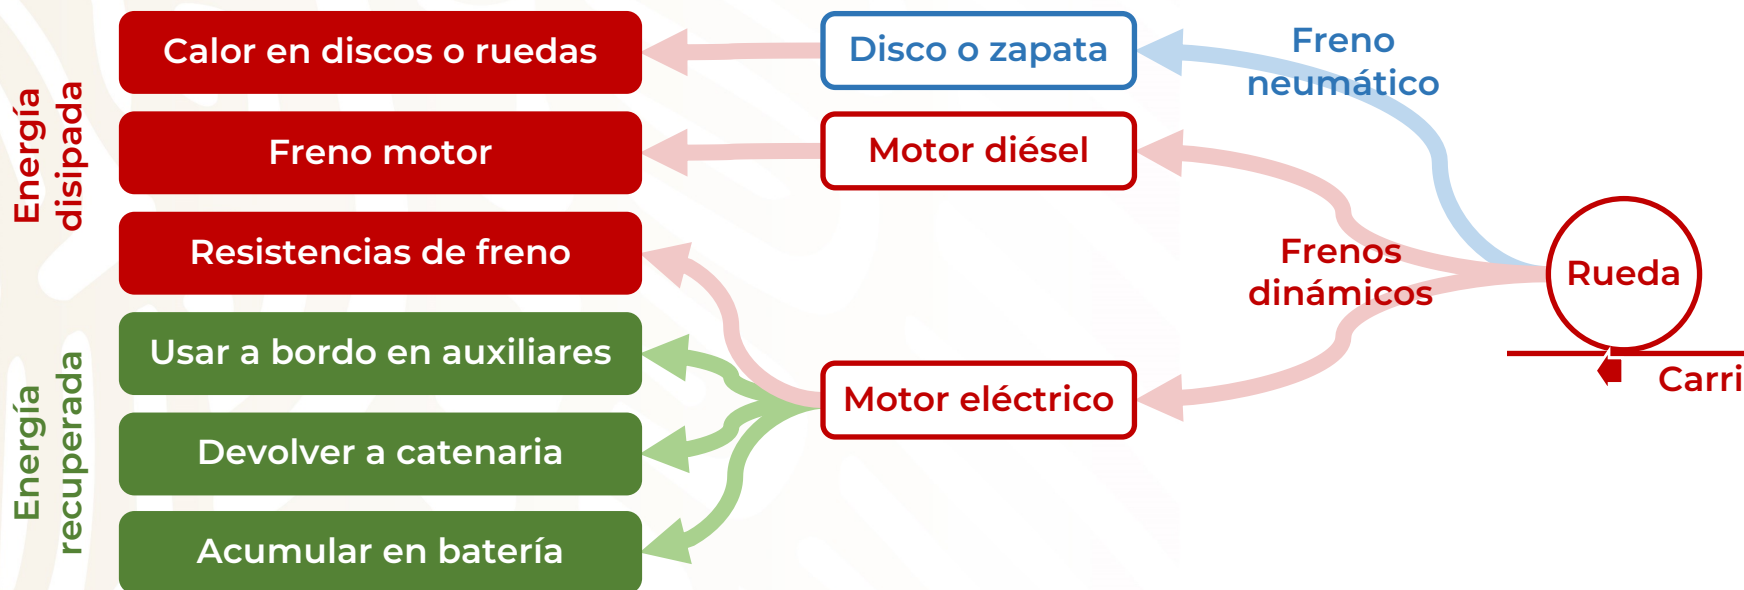 Energía
disipada
Calor en discos o ruedas
Freno motor
Resistencias de freno
Energía
recuperada
Usar a bordo en auxiliares
Devolver a catenaria
Acumular en batería
Disco o zapata
Motor diésel
Motor eléctrico
Freno
neumático
Frenos
dinámicos
Rueda
Carri